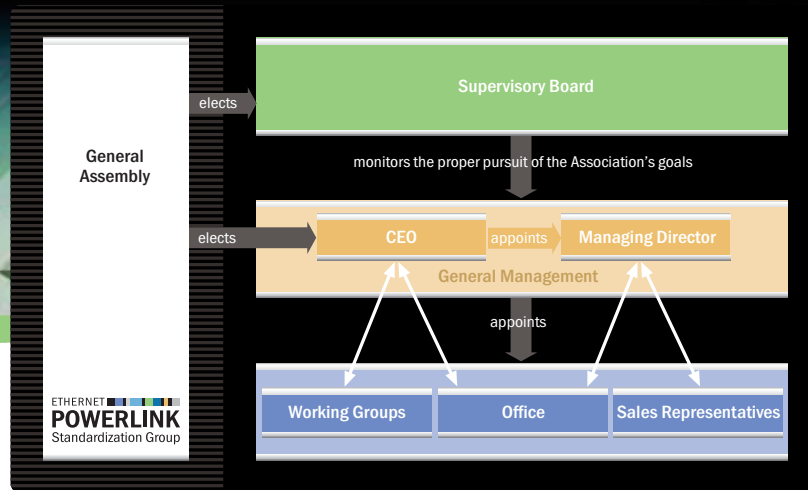 General
Assembly
elects
Supervisory Board
monitors the proper pursuit of the Association's goals
elects
CEO
appoints
Managing Director
General Management
appoints
Working Groups
Office
Sales Representatives
ETHERNET
POWERLINK
Standardization Group